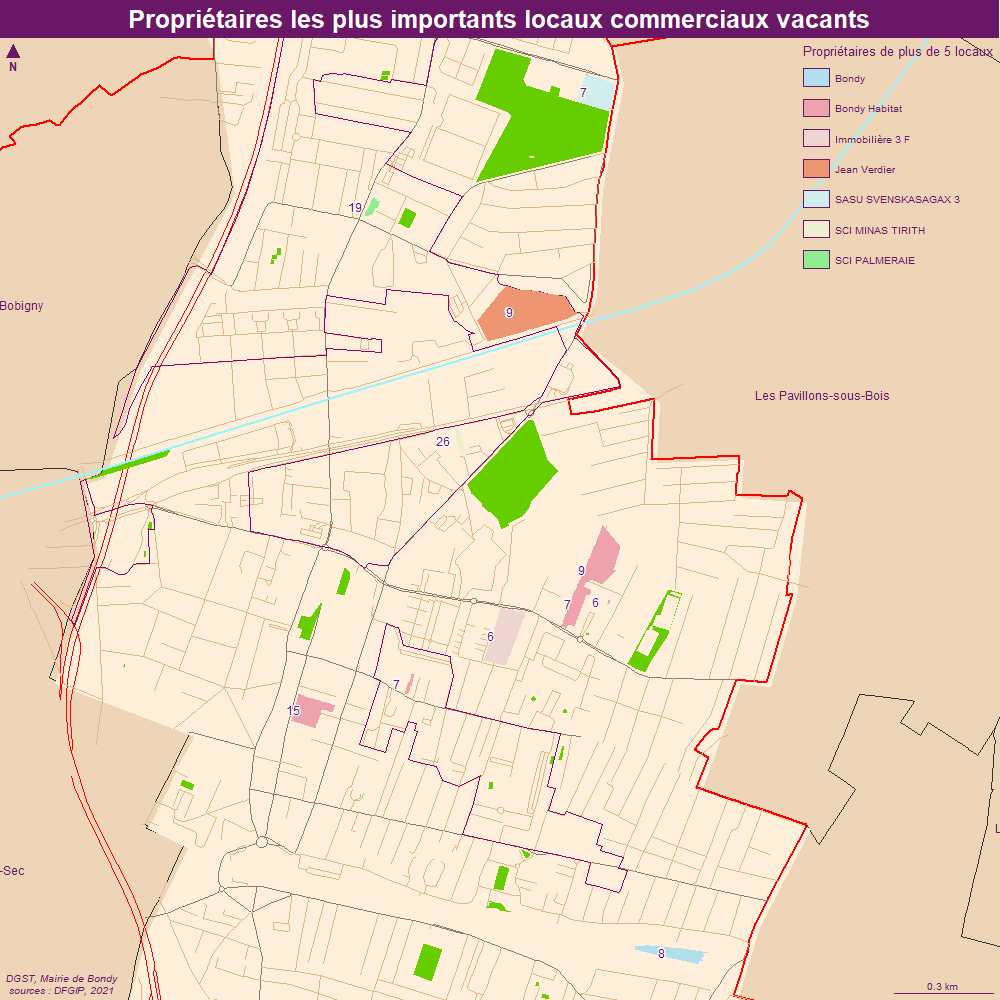 Propriétaires les plus importants locaux commerciaux vacants
N
Propriétaires de plus de 5 locaux
Bondy
Bondy Habitat
Immobilière 3 F
Jean Verdier
SASU SVENSKASAGAX 3
SCI MINAS TIRITH
SCI PALMERAIE
7
19
9
Bobigny
Les Pavillons-sous-Bois
26
9
7
6
6
7
15
L
-Sec
8
DGST, Mairie de Bondy
sources : DFGIP, 2021
0.3 km